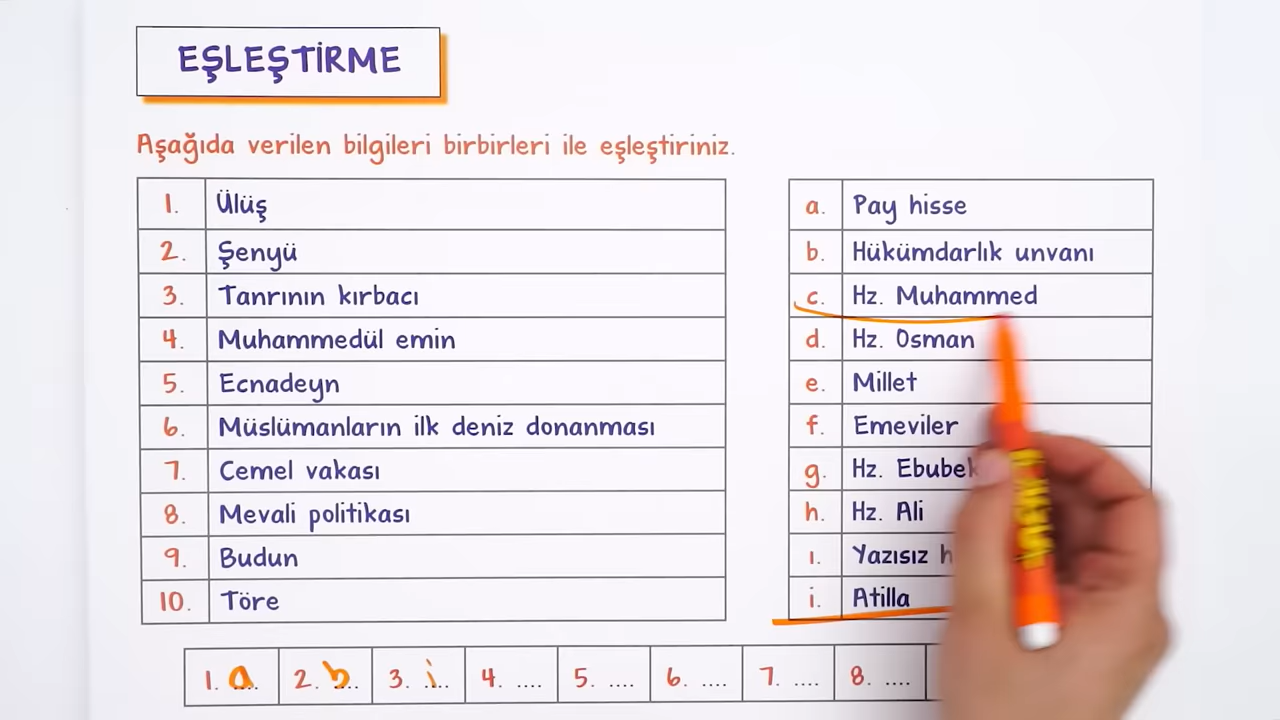 EŞLEŞTİRME
Aşağıda verilen bilgileri birbirleri ile eşleştiriniz.
1. Ülüş
2. Şenyü
3. Tanrının kırbacı
4. Muhammedül emin
5. Ecnadeyn
6. Müslümanların ilk deniz donanması
7. Cemel vakası
8. Mevali politikası
9. Budun
10. Töre
a. Pay hisse
b. Hükümdarlık unvanı
c. Hz. Muhammed
d. Hz. Osman
e. Millet
f. Emeviler
g. Hz.
h. Hz. Ali
ı. Yazısız
i. Atilla
1. a 2. b 3. i 4. .... 5. .... 6. .... 7. .... 8. ....